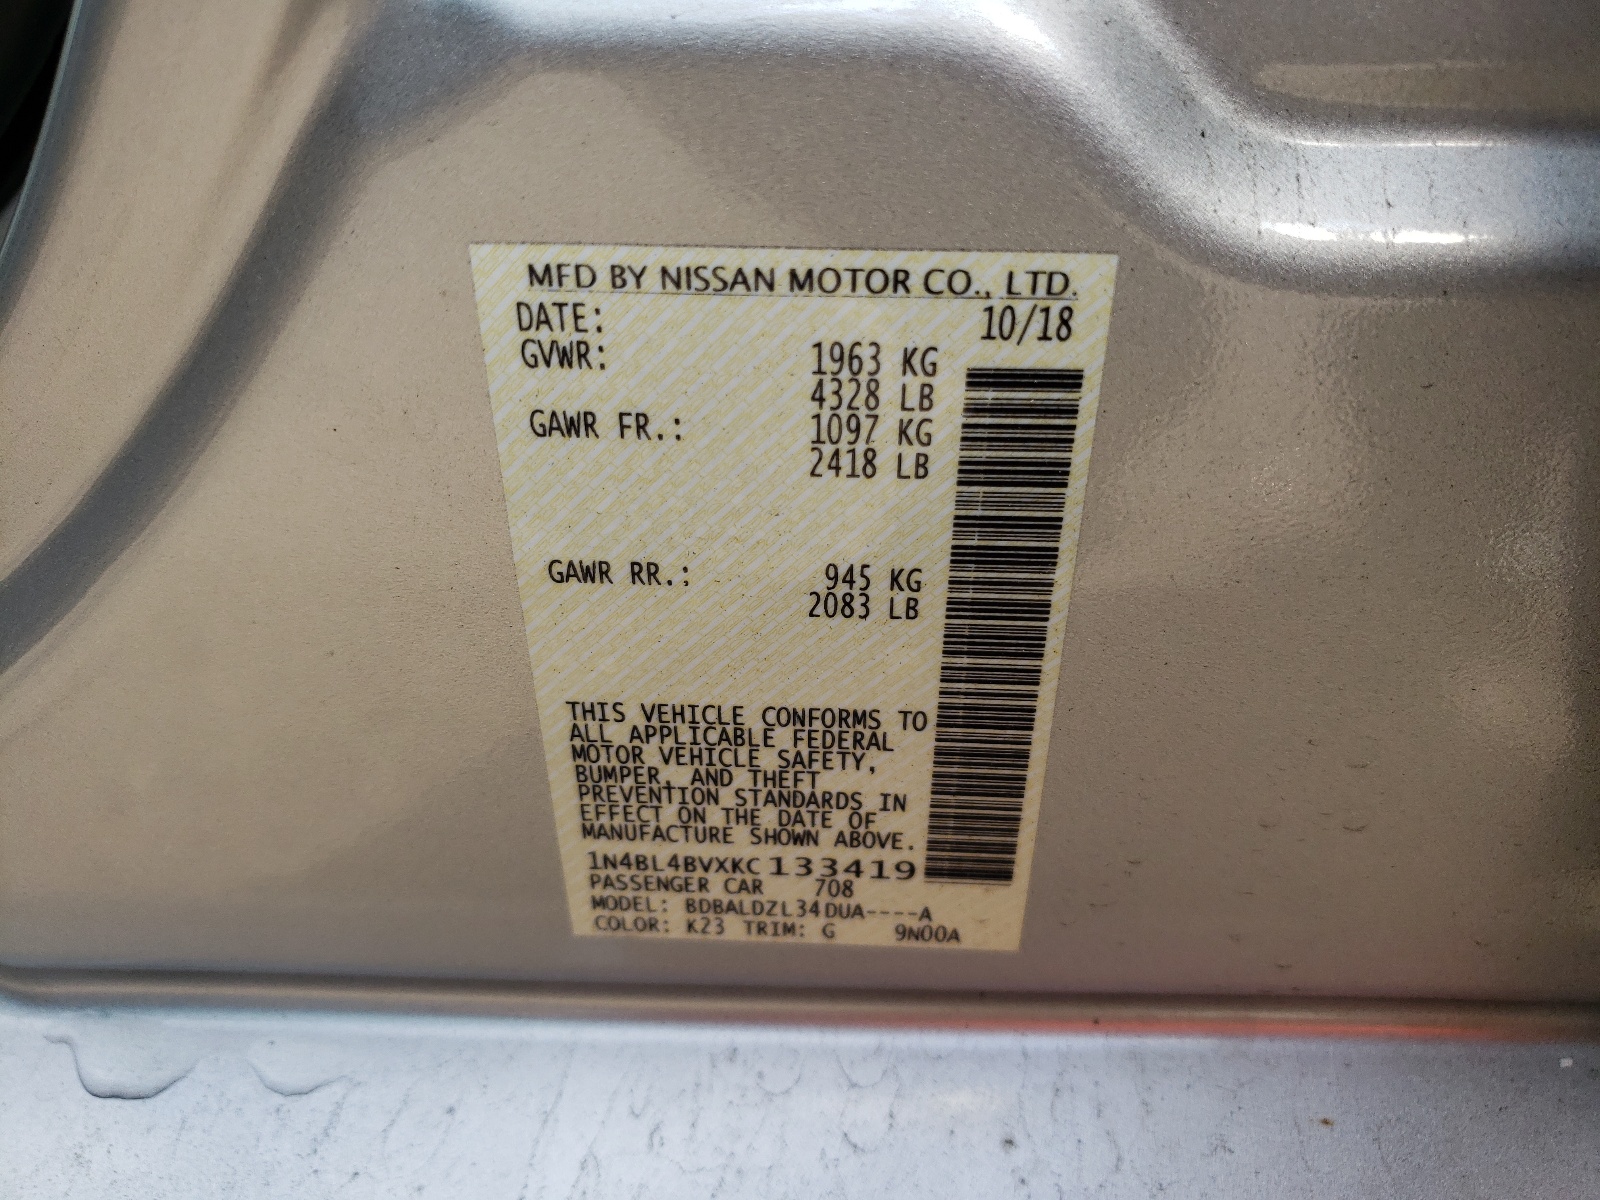 MFD BY NISSAN MOTOR CO., LTD.
DATE: 10/18
GVWR: 1963 KG
4328 LB
GAWR FR.: 1097 KG
2418 LB
GAWR RR.: 945 KG
2083 LB
THIS VEHICLE CONFORMS TO
ALL APPLICABLE FEDERAL
MOTOR VEHICLE SAFETY,
BUMPER, AND THEFT
PREVENTION STANDARDS IN
EFFECT ON THE DATE OF
MANUFACTURE SHOWN ABOVE.
1N4BL4BVXKC133419
PASSENGER CAR 708
MODEL: BDBALDZL34DUA----A
COLOR: K23 TRIM: G 9N00A